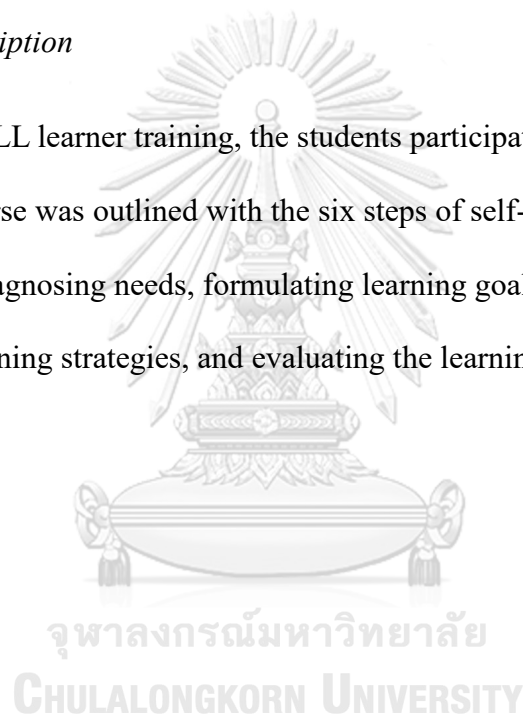 iption
LL learner training, the students participat
rse was outlined with the six steps of self-
agnosing needs, formulating learning goal
ning strategies, and evaluating the learnin
จุฬาลงกรณ์มหาวิทยาลัย
CHULALONGKORN UNIVERSITY